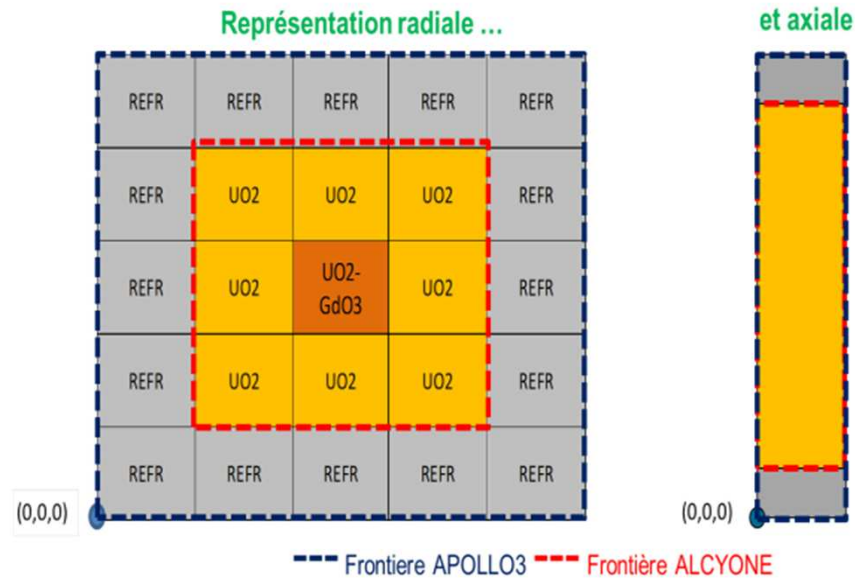 Représentation radiale ...
et axiale
REFR REFR REFR REFR REFR
REFR UO2 UO2 UO2 REFR
REFR UO2 UO2-
GdO3 UO2 REFR
REFR UO2 UO2 UO2 REFR
REFR REFR REFR REFR REFR
(0,0,0)
(0,0,0)
Frontiere APOLLO3 Frontière ALCYONE